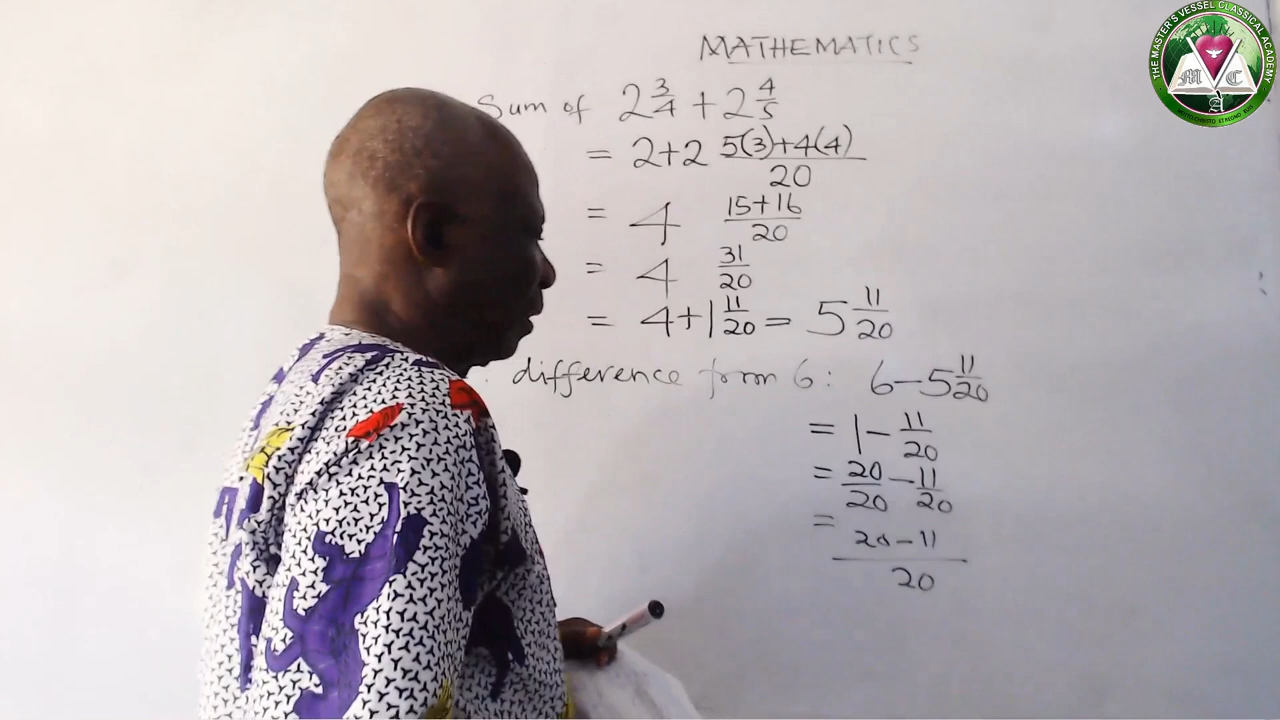 MATHEMATICS
Sum of 2 3/4 + 2 4/5
= 2+2 5(3)+4(4)/20
= 4 15+16/20
= 4 31/20
= 4+1 11/20 = 5 11/20
difference from 6: 6-5 11/20
= 1 - 11/20
= 20/20 - 11/20
= 20-11/20
THE MASTER'S VESSEL CLASSICAL ACADEMY
M V C
A